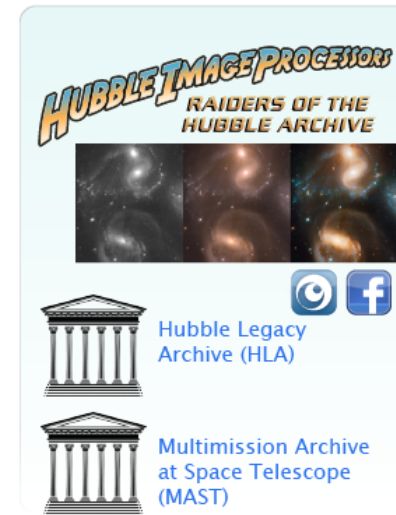 HUBBLE IMAGE PROCESSORS
RAIDERS OF THE
HUBBLE ARCHIVE
f
Hubble Legacy
Archive (HLA)
Multimission Archive
at Space Telescope
(MAST)